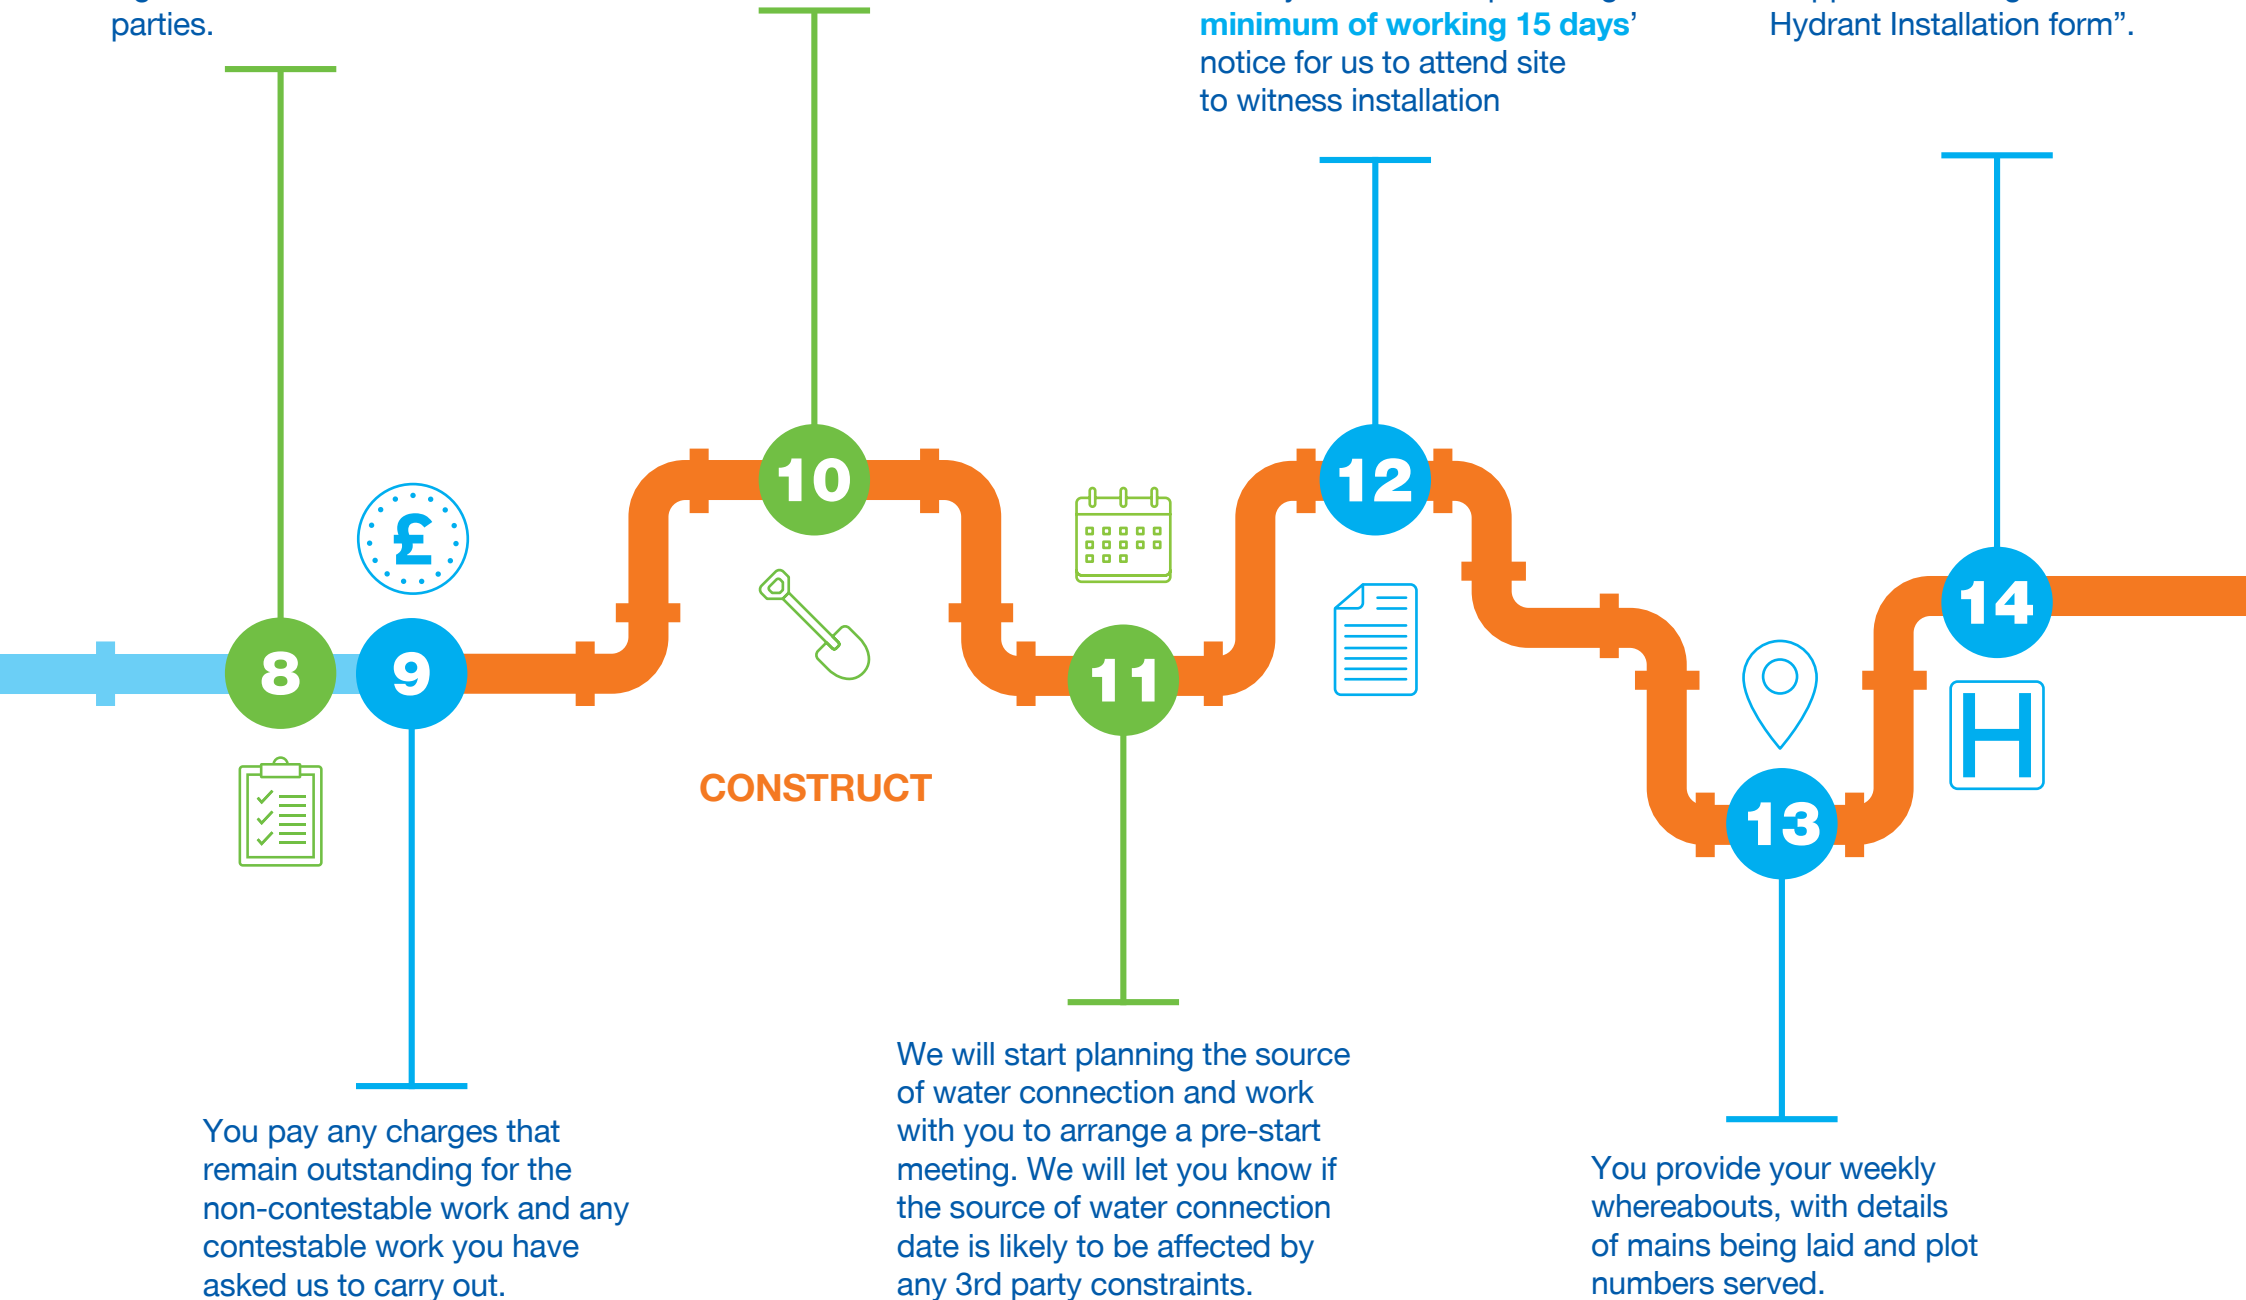 parties.
minimum of working 15 days’
notice for us to attend site
to witness installation
Hydrant Installation form”.
8
£
9
10
11
12
13
14
H
CONSTRUCT
You pay any charges that
remain outstanding for the
non-contestable work and any
contestable work you have
asked us to carry out.
We will start planning the source
of water connection and work
with you to arrange a pre-start
meeting. We will let you know if
the source of water connection
date is likely to be affected by
any 3rd party constraints.
You provide your weekly
whereabouts, with details
of mains being laid and plot
numbers served.